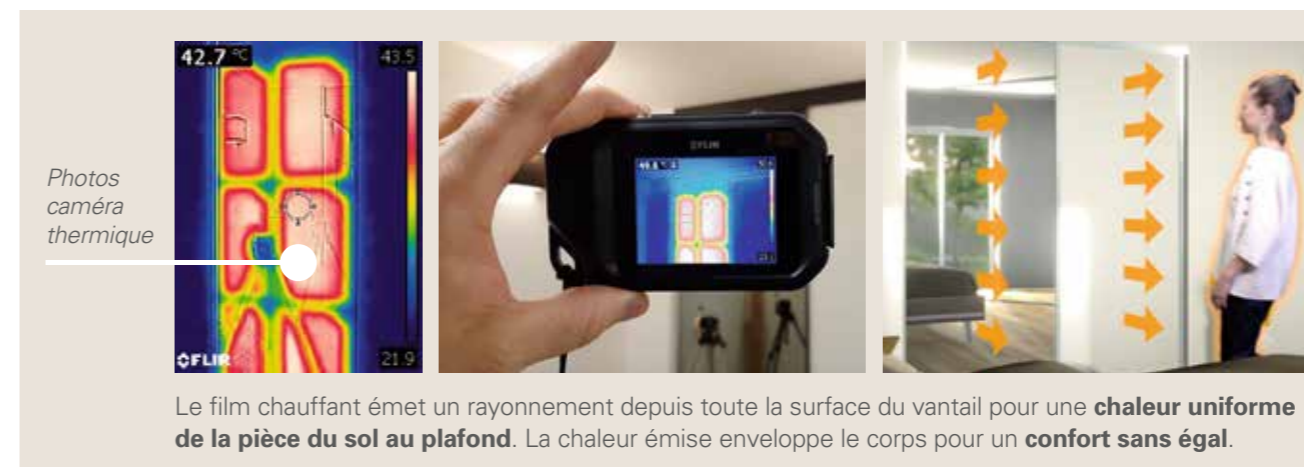 42.7 °C
43.5
Photos
caméra
thermique
FLIR
21.9
FLIR
Le film chauffant émet un rayonnement depuis toute la surface du vantail pour une chaleur uniforme
de la pièce du sol au plafond. La chaleur émise enveloppe le corps pour un confort sans égal.